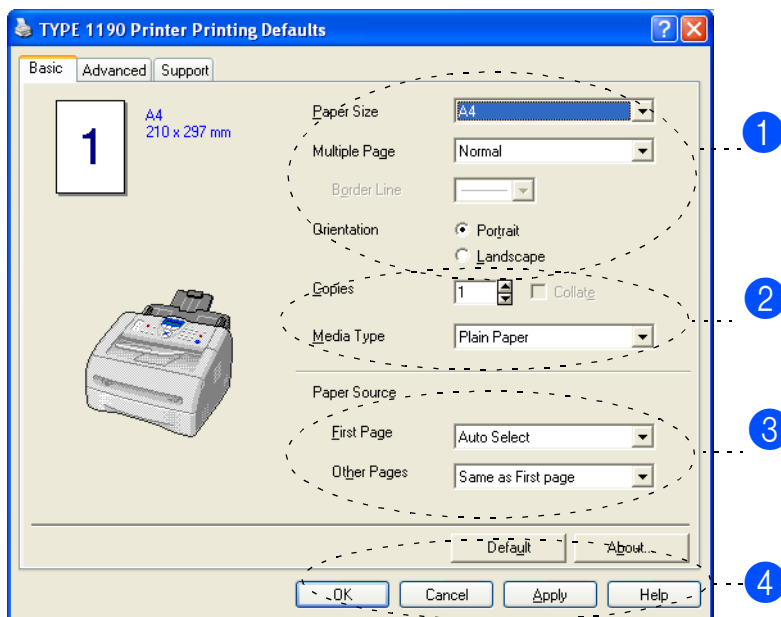 TYPE 1190 Printer Printing Defaults
Basic Advanced Support
1
A4
210 x 297 mm
Paper Size A4
1
Multiple Page Normal
Border Line
Orientation Portrait
Landscape
Copies 1 Collate
2
Media Type Plain Paper
Paper Source
First Page Auto Select
3
Other Pages Same as First page
Default About...
4
OK Cancel Apply Help